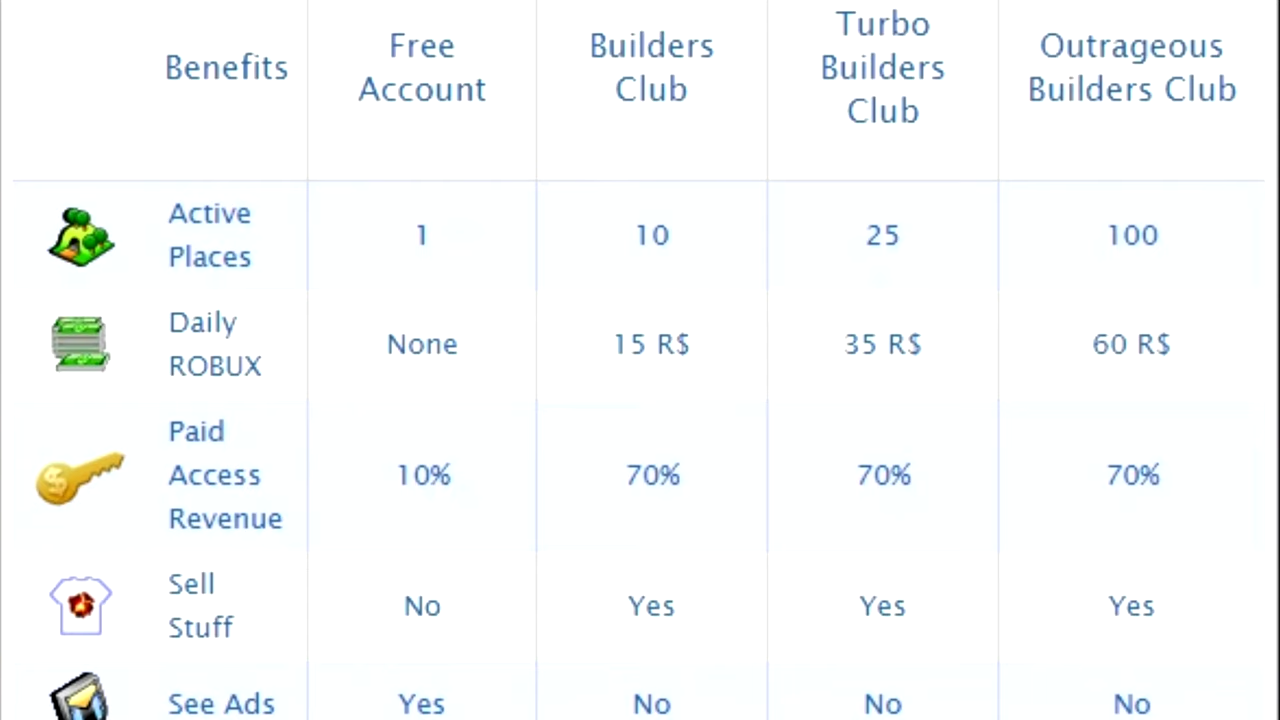 Benefits
Free
Account
Builders
Club
Turbo
Builders
Club
Outrageous
Builders Club
Active
Places
1
10
25
100
Daily
ROBUX
None
15 R$
35 R$
60 R$
Paid
Access
Revenue
10%
70%
70%
70%
Sell
Stuff
No
Yes
Yes
Yes
See Ads
Yes
No
No
No